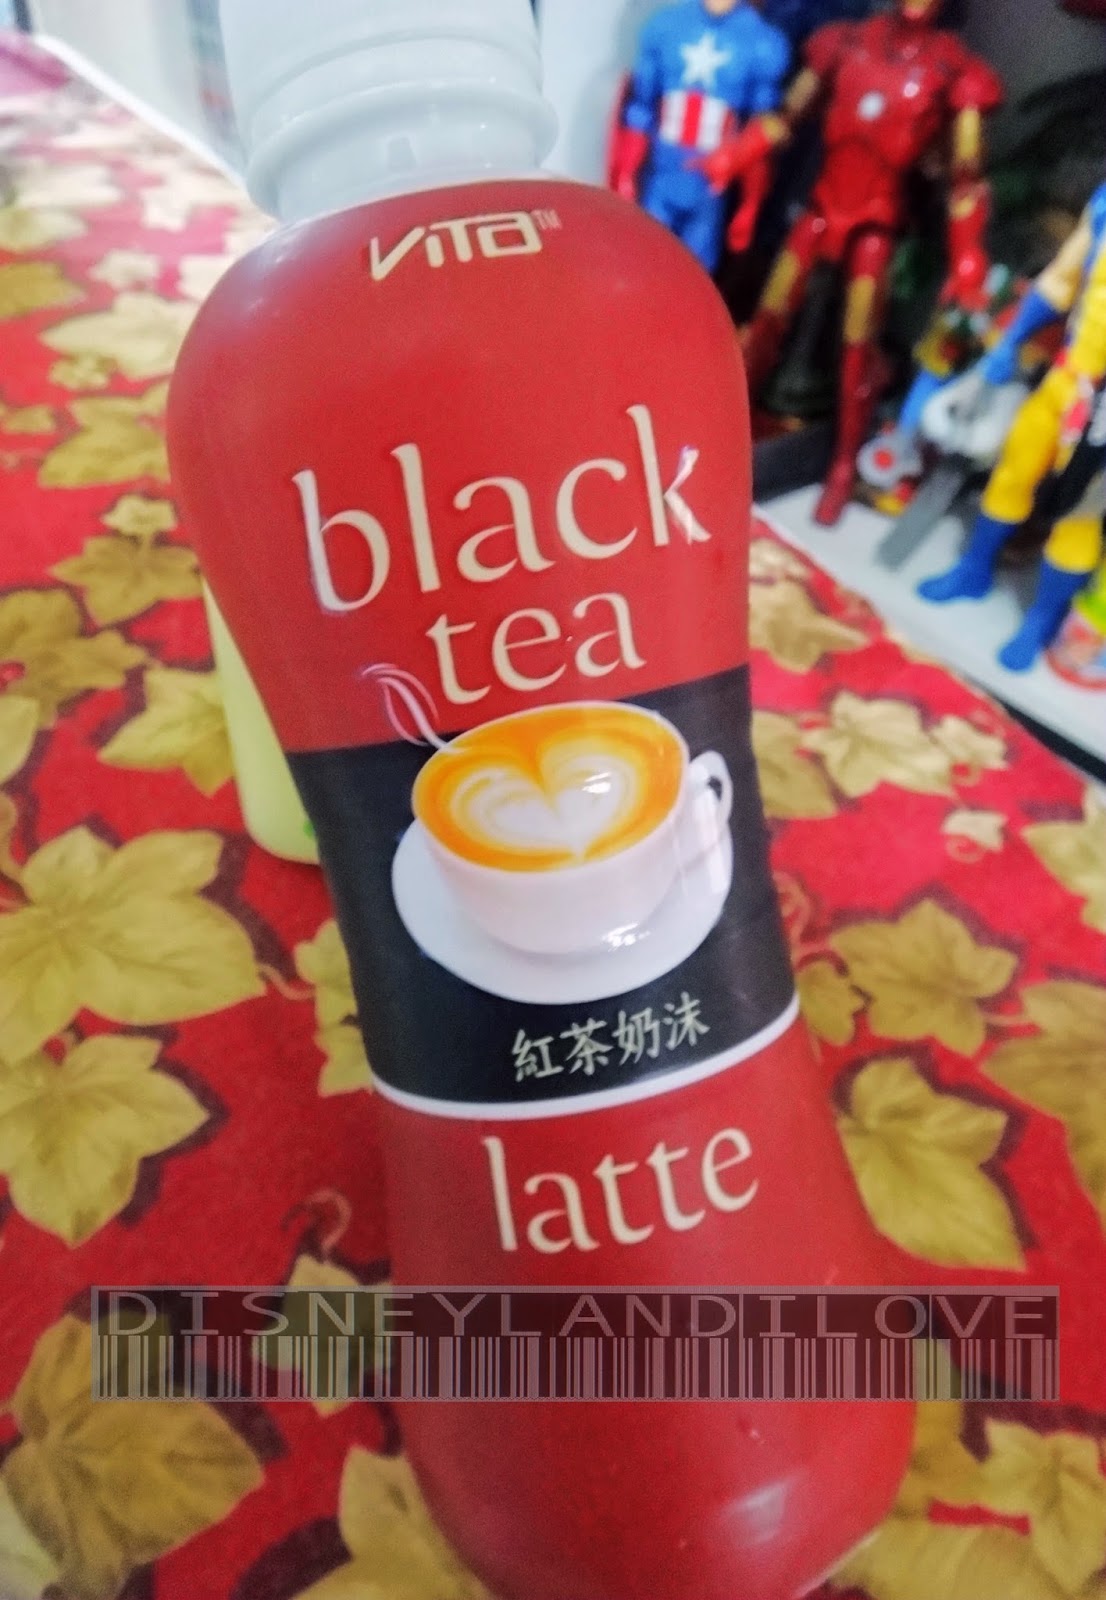 ViTa™
black
tea
紅茶奶沫
latte
DISNEYLANDILOVE